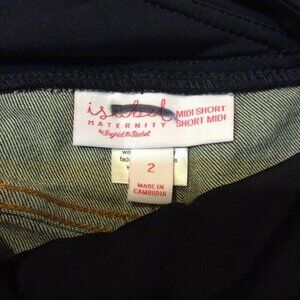 isabel
MATERNITY
by Ingrid & Isabel
MIDI SHORT
SHORT MIDI
2
MADE IN
CAMBODIA